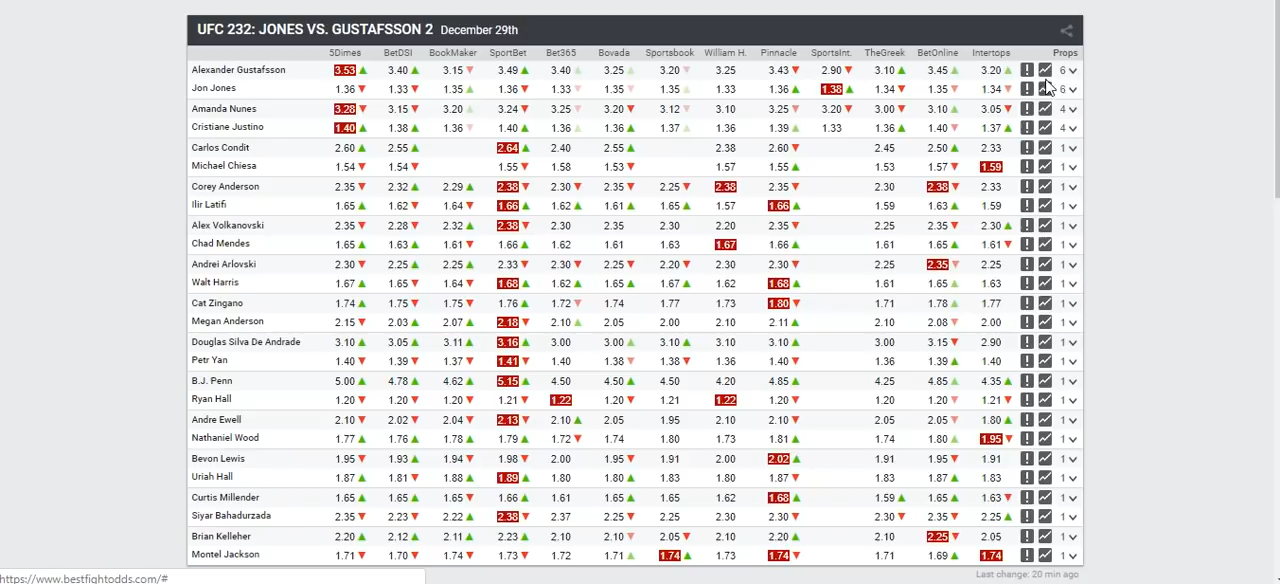 UFC 232: JONES VS. GUSTAFSSON 2 December 29th
5Dimes BetDSI BookMaker SportBet Bet365 Bovada Sportsbook William H. Pinnacle SportsInt. TheGreek BetOnline Intertops Props
Alexander Gustafsson 3.53 3.40 3.15 3.49 3.40 3.25 3.20 3.25 3.43 2.90 3.10 3.45 3.20 6
Jon Jones 1.36 1.33 1.35 1.36 1.33 1.35 1.35 1.33 1.36 1.38 1.34 1.35 1.34 6
Amanda Nunes 3.28 3.15 3.20 3.24 3.25 3.20 3.12 3.10 3.25 3.20 3.00 3.10 3.05 4
Cristiane Justino 1.40 1.38 1.36 1.40 1.36 1.36 1.37 1.36 1.39 1.33 1.36 1.40 1.37 4
Carlos Condit 2.60 2.55 2.64 2.40 2.55 2.38 2.60 2.45 2.50 2.33 1
Michael Chiesa 1.54 1.54 1.55 1.58 1.53 1.57 1.55 1.53 1.57 1.59 1
Corey Anderson 2.35 2.32 2.29 2.38 2.30 2.35 2.25 2.38 2.35 2.30 2.38 2.33 1
Ilir Latifi 1.65 1.62 1.64 1.66 1.62 1.61 1.65 1.57 1.66 1.59 1.63 1.59 1
Alex Volkanovski 2.35 2.28 2.32 2.38 2.30 2.35 2.30 2.20 2.35 2.25 2.35 2.30 1
Chad Mendes 1.65 1.63 1.61 1.66 1.62 1.61 1.63 1.67 1.66 1.61 1.65 1.61 1
Andrei Arlovski 2.30 2.25 2.25 2.33 2.30 2.25 2.20 2.30 2.30 2.25 2.35 2.25 1
Walt Harris 1.67 1.65 1.64 1.68 1.62 1.65 1.67 1.62 1.68 1.61 1.65 1.63 1
Cat Zingano 1.74 1.75 1.75 1.76 1.72 1.74 1.77 1.73 1.80 1.71 1.78 1.77 1
Megan Anderson 2.15 2.03 2.07 2.18 2.10 2.05 2.00 2.10 2.11 2.10 2.08 2.00 1
Douglas Silva De Andrade 3.10 3.05 3.11 3.16 3.00 3.00 3.10 3.10 3.10 3.00 3.15 2.90 1
Petr Yan 1.40 1.39 1.37 1.41 1.40 1.38 1.38 1.36 1.40 1.36 1.39 1.40 1
B.J. Penn 5.00 4.78 4.62 5.15 4.50 4.50 4.50 4.20 4.85 4.25 4.85 4.35 1
Ryan Hall 1.20 1.20 1.20 1.21 1.22 1.20 1.21 1.22 1.20 1.20 1.20 1.21 1
Andre Ewell 2.10 2.02 2.04 2.13 2.10 2.05 1.95 2.10 2.10 2.05 2.05 1.80 1
Nathaniel Wood 1.77 1.76 1.78 1.79 1.72 1.74 1.80 1.73 1.81 1.74 1.80 1.95 1
Bevon Lewis 1.95 1.93 1.94 1.98 2.00 1.95 1.91 2.00 2.02 1.91 1.95 1.91 1
Uriah Hall 1.87 1.81 1.88 1.89 1.80 1.80 1.83 1.80 1.87 1.83 1.87 1.83 1
Curtis Millender 1.65 1.65 1.65 1.66 1.61 1.65 1.65 1.62 1.68 1.59 1.65 1.63 1
Siyar Bahadurzada 2.35 2.23 2.22 2.38 2.37 2.25 2.25 2.30 2.30 2.30 2.35 2.25 1
Brian Kelleher 2.20 2.12 2.11 2.23 2.10 2.10 2.05 2.10 2.20 2.10 2.25 2.05 1
Montel Jackson 1.71 1.70 1.74 1.73 1.72 1.71 1.74 1.73 1.74 1.71 1.69 1.74 1
Last change: 20 min ago
https://www.bestfightodds.com/#